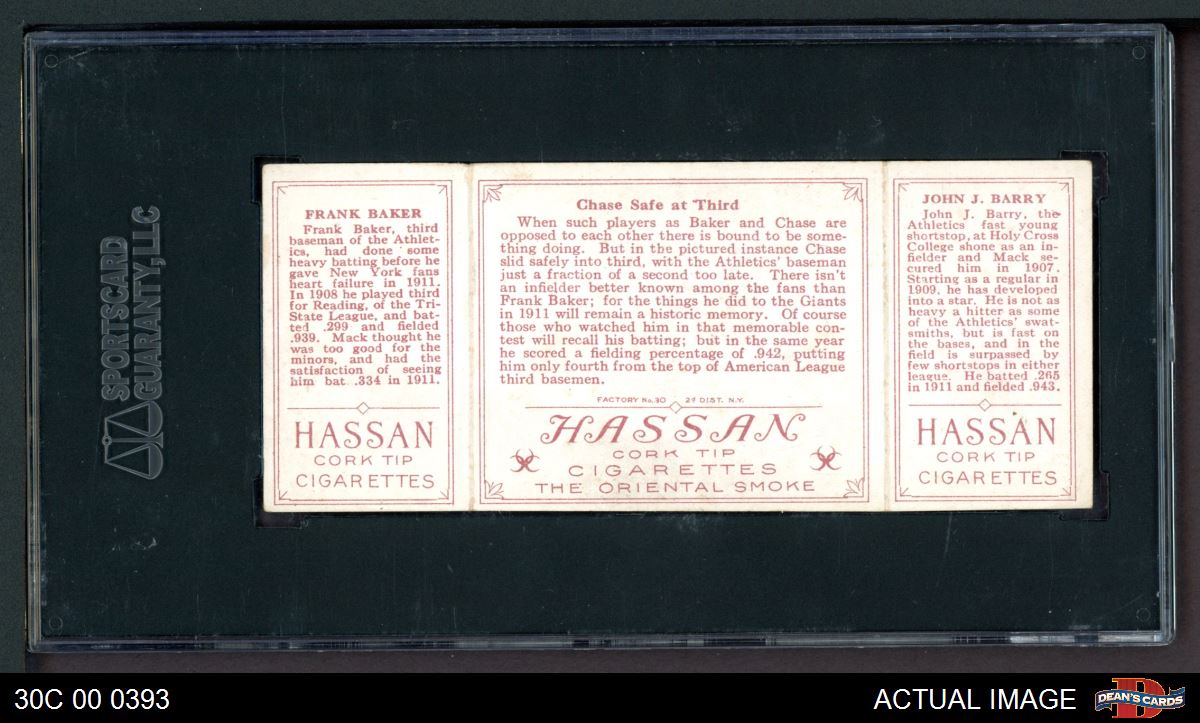 SPORTSCARD
GUARANTY, LLC
FRANK BAKER
Frank Baker, third
baseman of the Athlet-
ics, had done some
heavy batting before he
gave New York fans
heart failure in 1911.
In 1908 he played third
for Reading, of the Tri-
State League, and bat-
ted .299 and fielded
.939. Mack thought he
was too good for the
minors, and had the
satisfaction of seeing
him bat .334 in 1911.
HASSAN
CORK TIP
CIGARETTES
Chase Safe at Third
When such players as Baker and Chase are
opposed to each other there is bound to be some-
thing doing. But in the pictured instance Chase
slid safely into third, with the Athletics' baseman
just a fraction of a second too late. There isn't
an infielder better known among the fans than
Frank Baker; for the things he did to the Giants
in 1911 will remain a historic memory. Of course
those who watched him in that memorable con-
test will recall his batting; but in the same year
he scored a fielding percentage of .942, putting
him only fourth from the top of American League
third basemen.
FACTORY No. 30 2d DIST. N.Y.
HASSAN
CORK TIP
CIGARETTES
THE ORIENTAL SMOKE
JOHN J. BARRY
John J. Barry, the
Athletics' fast young
shortstop, at Holy Cross
College shone as an in-
fielder and Mack se-
cured him in 1907.
Starting as a regular in
1909, he has developed
into a star. He is not as
heavy a hitter as some
of the Athletics' swat-
smiths, but is fast on
the bases, and in the
field is surpassed by
few shortstops in either
league. He batted .265
in 1911 and fielded .943.
HASSAN
CORK TIP
CIGARETTES
30C 00 0393
ACTUAL IMAGE
DEAN'S CARDS